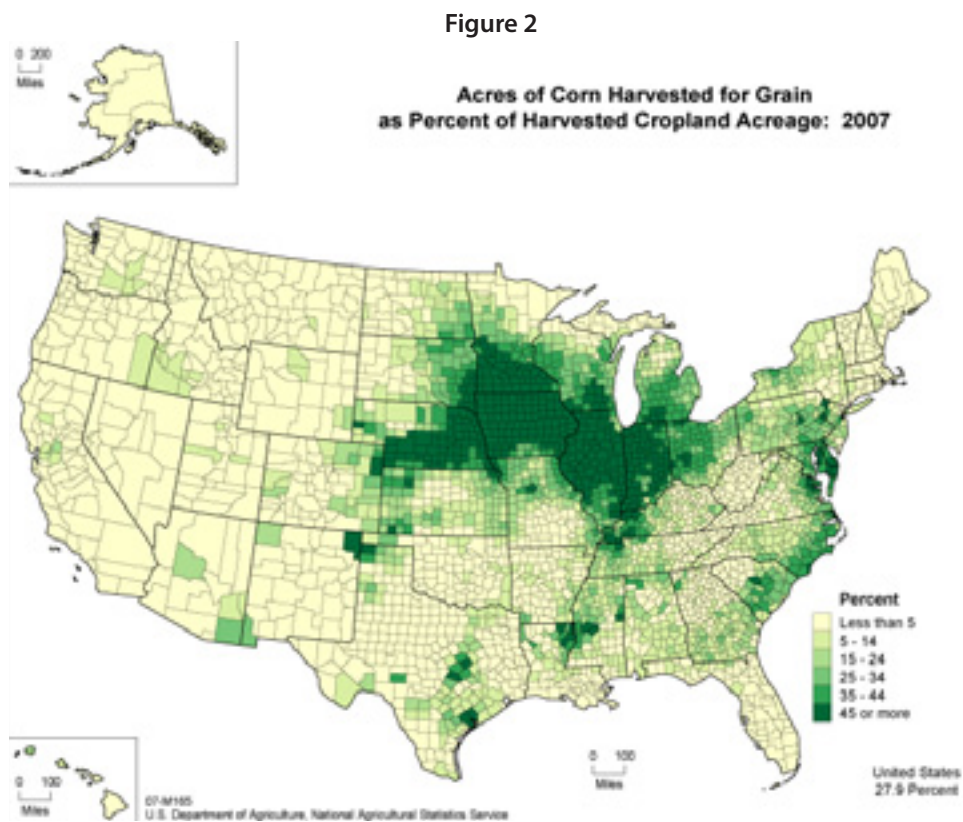 Figure 2
0 200
Miles
Acres of Corn Harvested for Grain
as Percent of Harvested Cropland Acreage: 2007
Percent
Less than 5
5 - 14
15 - 24
25 - 34
35 - 44
45 or more
0 100
Miles
0 100
Miles
United States
27.9 Percent
07-M165
U.S. Department of Agriculture, National Agricultural Statistics Service